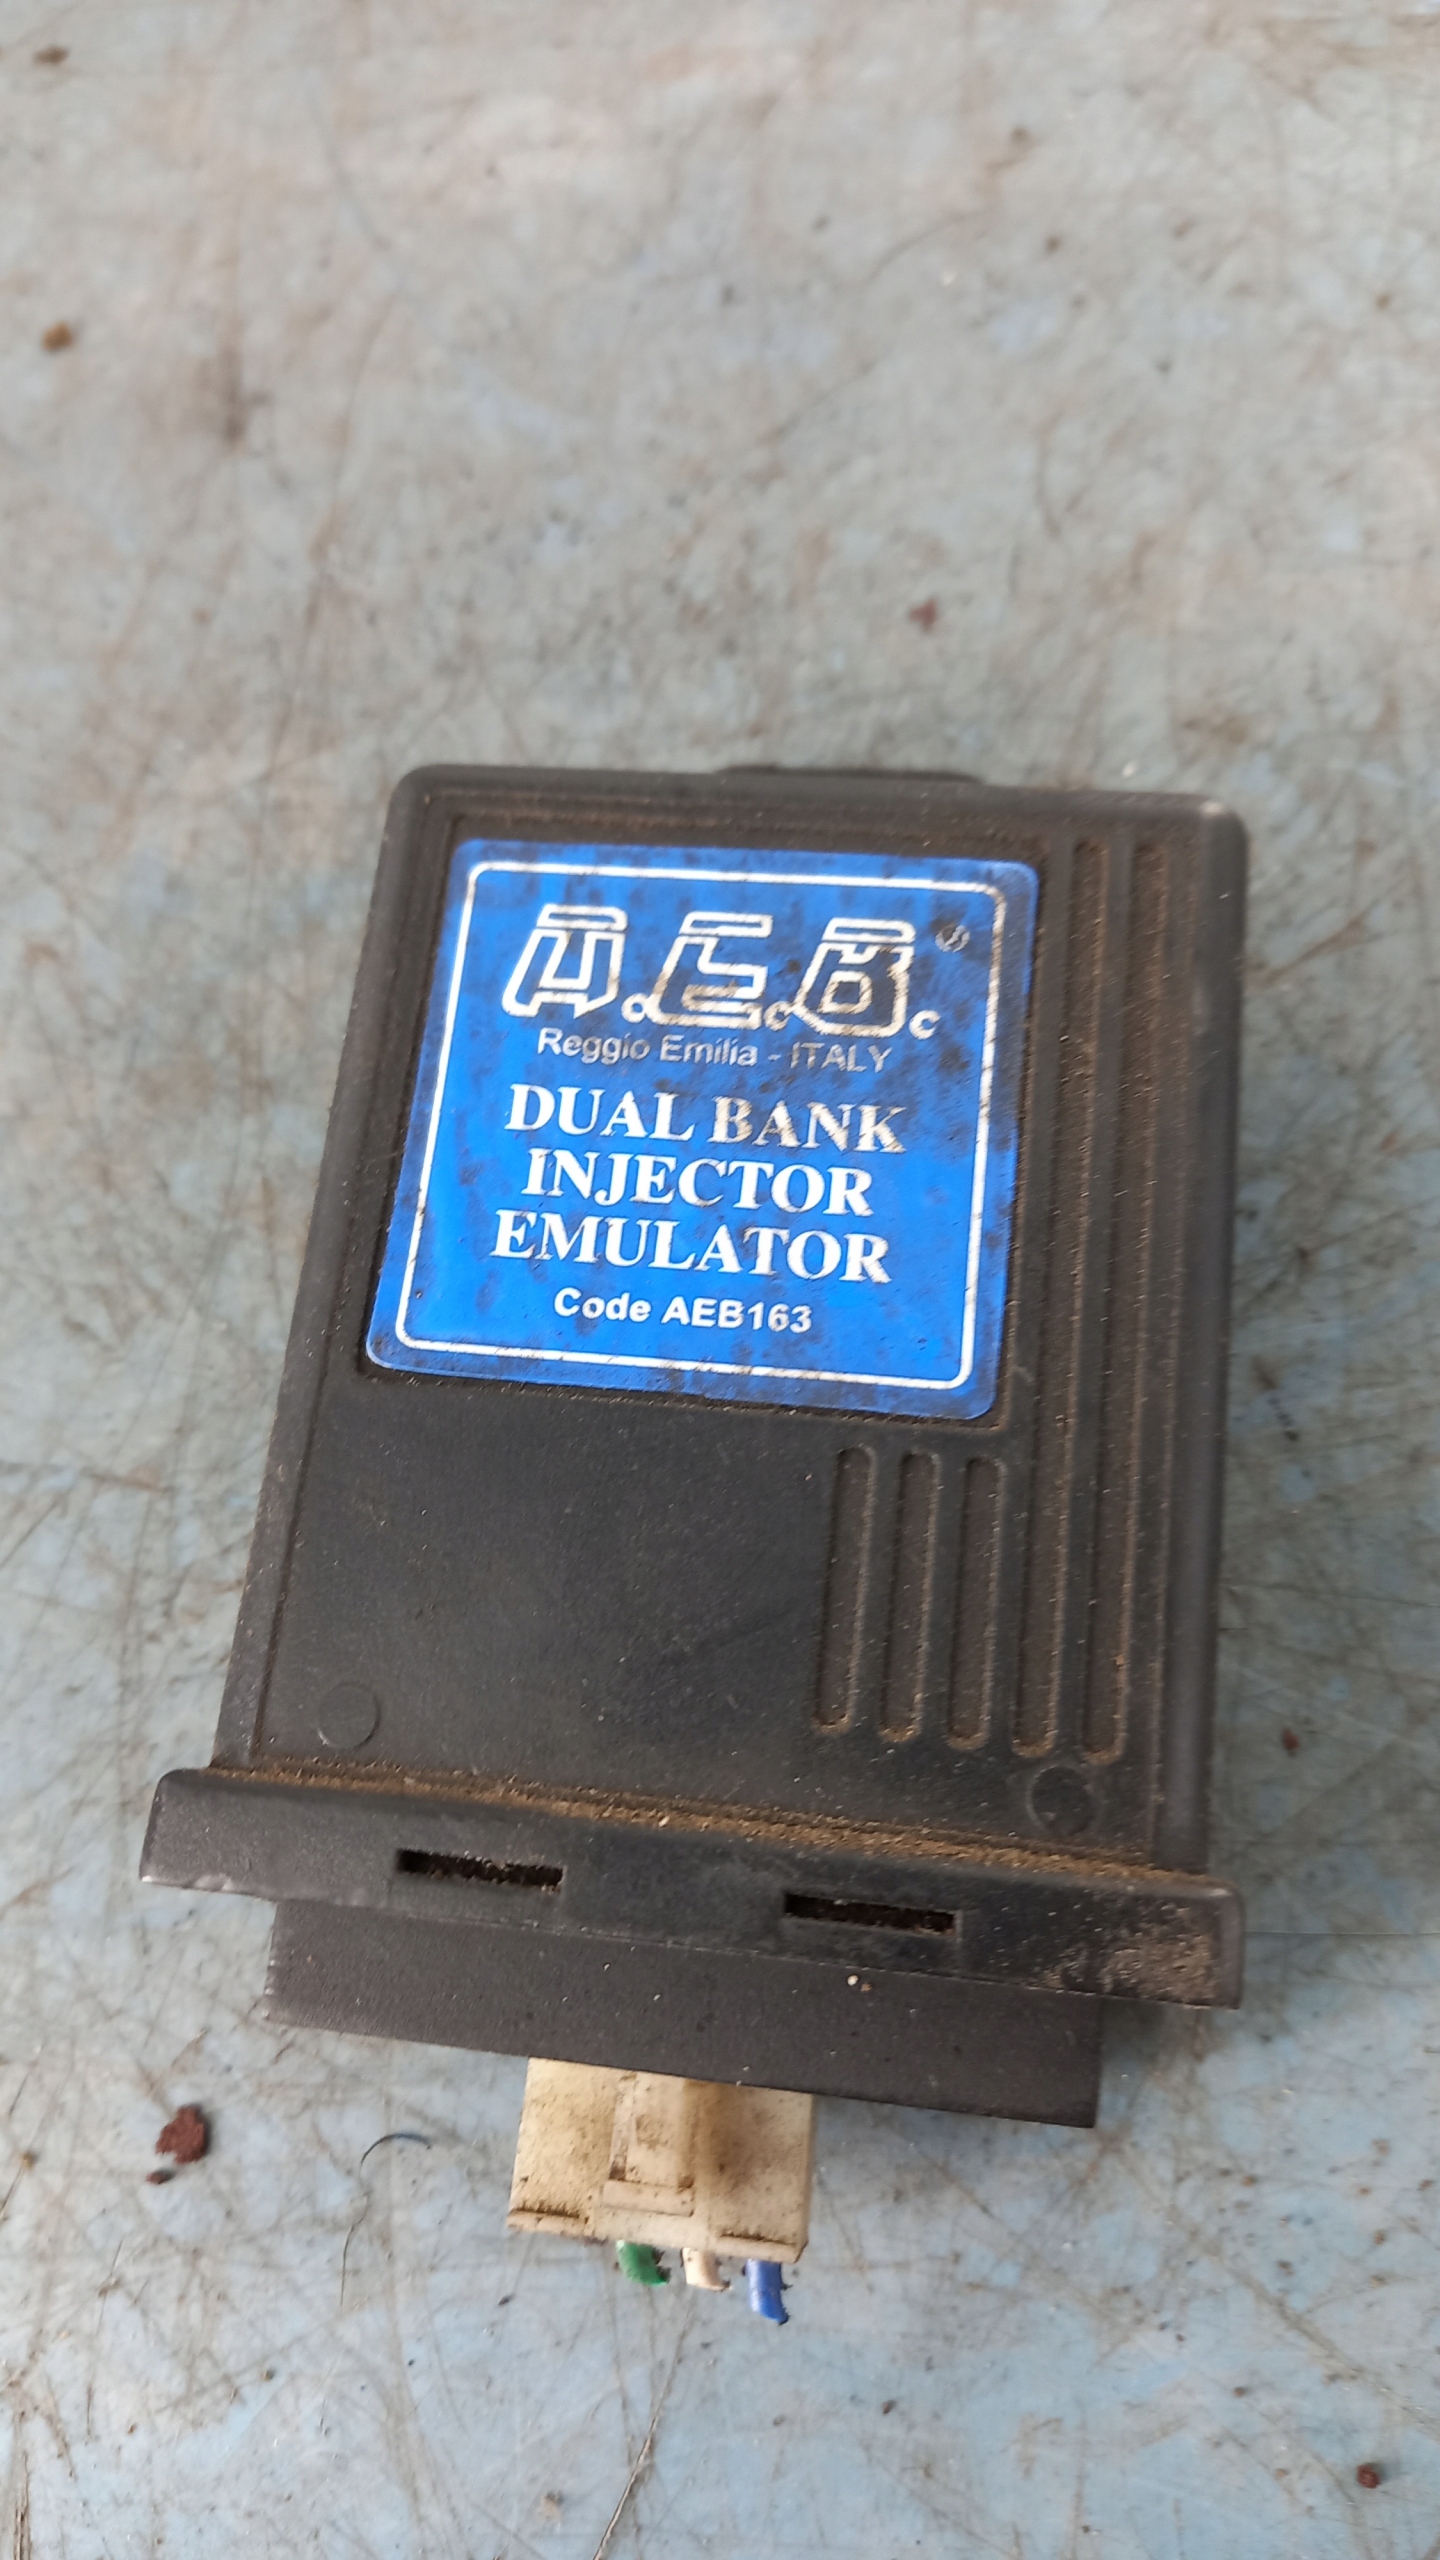 A.E.B.®
Reggio Emilia - ITALY
DUAL BANK
INJECTOR
EMULATOR
Code AEB163